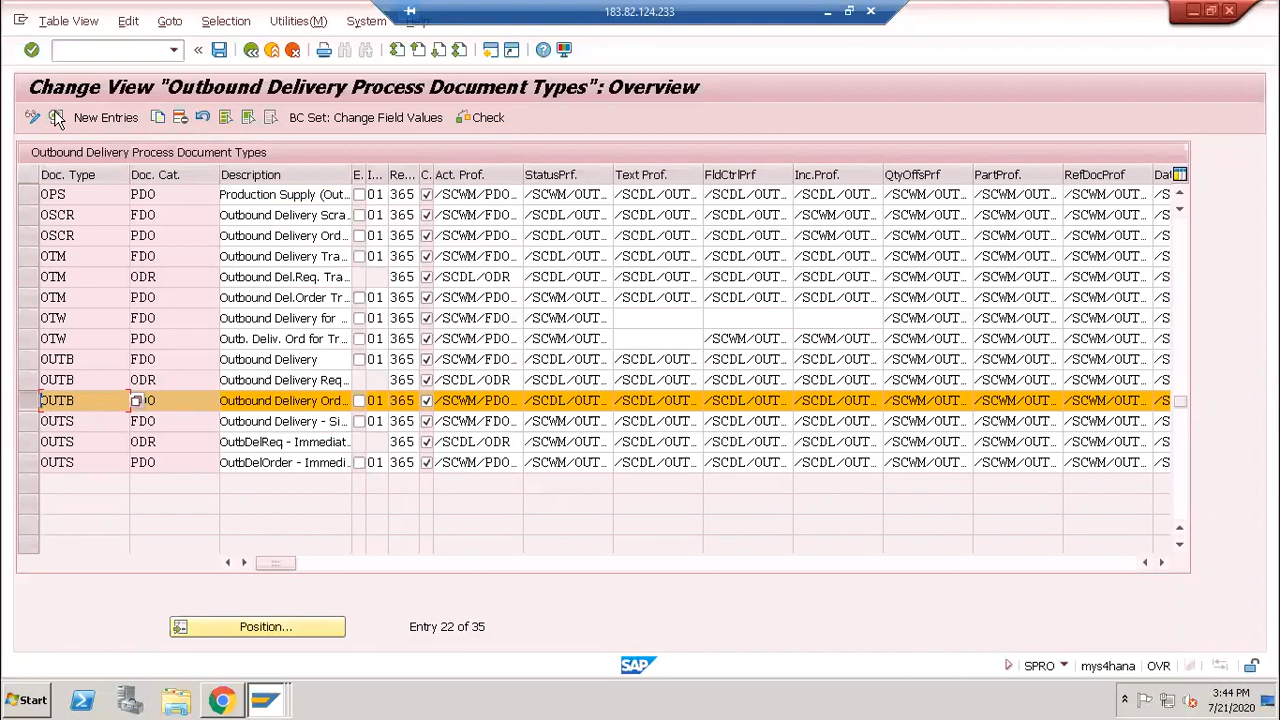 183.82.124.233
Table View Edit Goto Selection Utilities(M) System Help
Change View "Outbound Delivery Process Document Types": Overview
New Entries BC Set: Change Field Values Check
Outbound Delivery Process Document Types
Doc. Type Doc. Cat. Description E. I... Re... C. Act. Prof. StatusPrf. Text Prof. FldCtrlPrf Inc.Prof. QtyOffsPrf PartProf. RefDocProf Dat
OPS PDO Production Supply (Out... 01 365 /SCWM/PDO... /SCWM/OUT... /SCDL/OUT... /SCDL/OUT... /SCDL/OUT... /SCWM/OUT... /SCWM/OUT... /SCWM/OUT... /S
OSCR FDO Outbound Delivery Scra... 01 365 /SCWM/FDO... /SCWM/OUT... /SCDL/OUT... /SCDL/OUT... /SCWM/OUT... /SCWM/OUT... /SCWM/OUT... /SCWM/OUT... /S
OSCR PDO Outbound Delivery Ord... 01 365 /SCWM/PDO... /SCWM/OUT... /SCDL/OUT... /SCDL/OUT... /SCWM/OUT... /SCWM/OUT... /SCWM/OUT... /SCWM/OUT... /S
OTM FDO Outbound Delivery Tra... 01 365 /SCWM/FDO... /SCWM/OUT... /SCDL/OUT... /SCDL/OUT... /SCDL/OUT... /SCWM/OUT... /SCWM/OUT... /SCWM/OUT... /S
OTM ODR Outbound Del.Req. Tra... 365 /SCDL/ODR /SCWM/OUT... /SCDL/OUT... /SCDL/OUT... /SCDL/OUT... /SCWM/OUT... /SCWM/OUT... /SCWM/OUT... /S
OTM PDO Outbound Del.Order Tr... 01 365 /SCWM/PDO... /SCWM/OUT... /SCDL/OUT... /SCDL/OUT... /SCDL/OUT... /SCWM/OUT... /SCWM/OUT... /SCWM/OUT... /S
OTW FDO Outbound Delivery for ... 01 365 /SCWM/FDO... /SCWM/OUT... /SCWM/OUT... /SCWM/OUT... /SCWM/OUT... /S
OTW PDO Outb. Deliv. Ord for Tr... 01 365 /SCWM/PDO... /SCWM/OUT... /SCWM/OUT... /SCWM/OUT... /SCWM/OUT... /SCWM/OUT... /SCWM/OUT... /S
OUTB FDO Outbound Delivery 01 365 /SCWM/FDO... /SCWM/OUT... /SCDL/OUT... /SCDL/OUT... /SCDL/OUT... /SCWM/OUT... /SCWM/OUT... /SCWM/OUT... /S
OUTB ODR Outbound Delivery Req... 365 /SCDL/ODR /SCWM/OUT... /SCDL/OUT... /SCDL/OUT... /SCDL/OUT... /SCWM/OUT... /SCWM/OUT... /SCWM/OUT... /S
OUTB Outbound Delivery Ord... 01 365 /SCWM/PDO... /SCWM/OUT... /SCDL/OUT... /SCDL/OUT... /SCDL/OUT... /SCWM/OUT... /SCWM/OUT... /SCWM/OUT... /S
OUTS FDO Outbound Delivery - Si... 01 365 /SCWM/FDO... /SCWM/OUT... /SCDL/OUT... /SCDL/OUT... /SCDL/OUT... /SCWM/OUT... /SCWM/OUT... /SCWM/OUT... /S
OUTS ODR OutbDelReq - Immediat... 365 /SCDL/ODR /SCWM/OUT... /SCDL/OUT... /SCDL/OUT... /SCDL/OUT... /SCWM/OUT... /SCWM/OUT... /SCWM/OUT... /S
OUTS PDO OutbDelOrder - Immedi... 01 365 /SCWM/PDO... /SCWM/OUT... /SCDL/OUT... /SCDL/OUT... /SCDL/OUT... /SCWM/OUT... /SCWM/OUT... /SCWM/OUT... /S
Position... Entry 22 of 35
SAP SPRO mys4hana OVR
Start 3:44 PM
7/21/2020